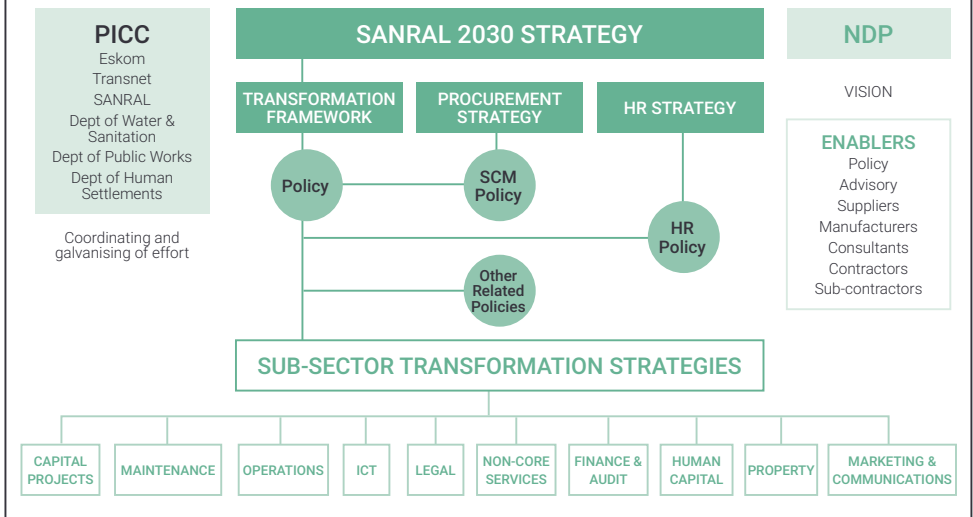 PICC
Eskom
Transnet
SANRAL
Dept of Water &
Sanitation
Dept of Public Works
Dept of Human
Settlements
Coordinating and
galvanising of effort
SANRAL 2030 STRATEGY
TRANSFORMATION
FRAMEWORK
PROCUREMENT
STRATEGY
HR STRATEGY
Policy
SCM
Policy
HR
Policy
Other
Related
Policies
NDP
VISION
ENABLERS
Policy
Advisory
Suppliers
Manufacturers
Consultants
Contractors
Sub-contractors
SUB-SECTOR TRANSFORMATION STRATEGIES
CAPITAL
PROJECTS
MAINTENANCE
OPERATIONS
ICT
LEGAL
NON-CORE
SERVICES
FINANCE &
AUDIT
HUMAN
CAPITAL
PROPERTY
MARKETING &
COMMUNICATIONS